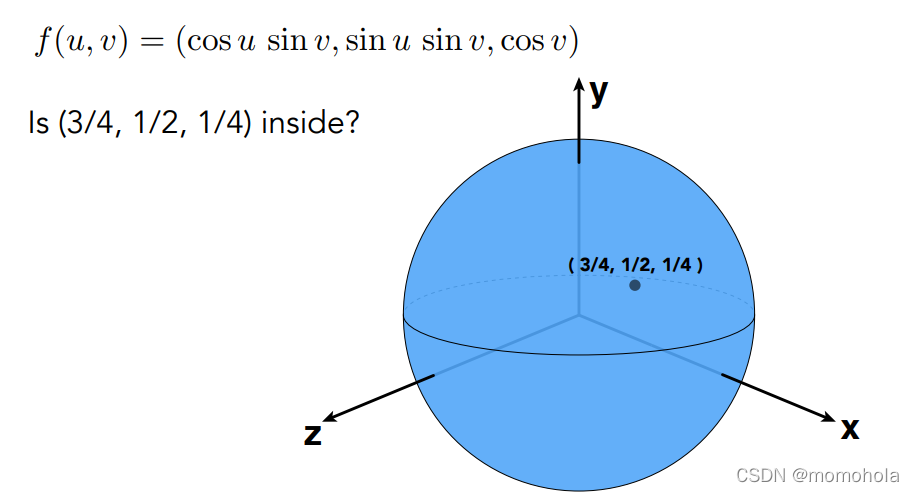 f(u, v) = (cos u sin v, sin u sin v, cos v)
y
Is (3/4, 1/2, 1/4) inside?
( 3/4, 1/2, 1/4 )
z
x
CSDN @momohola